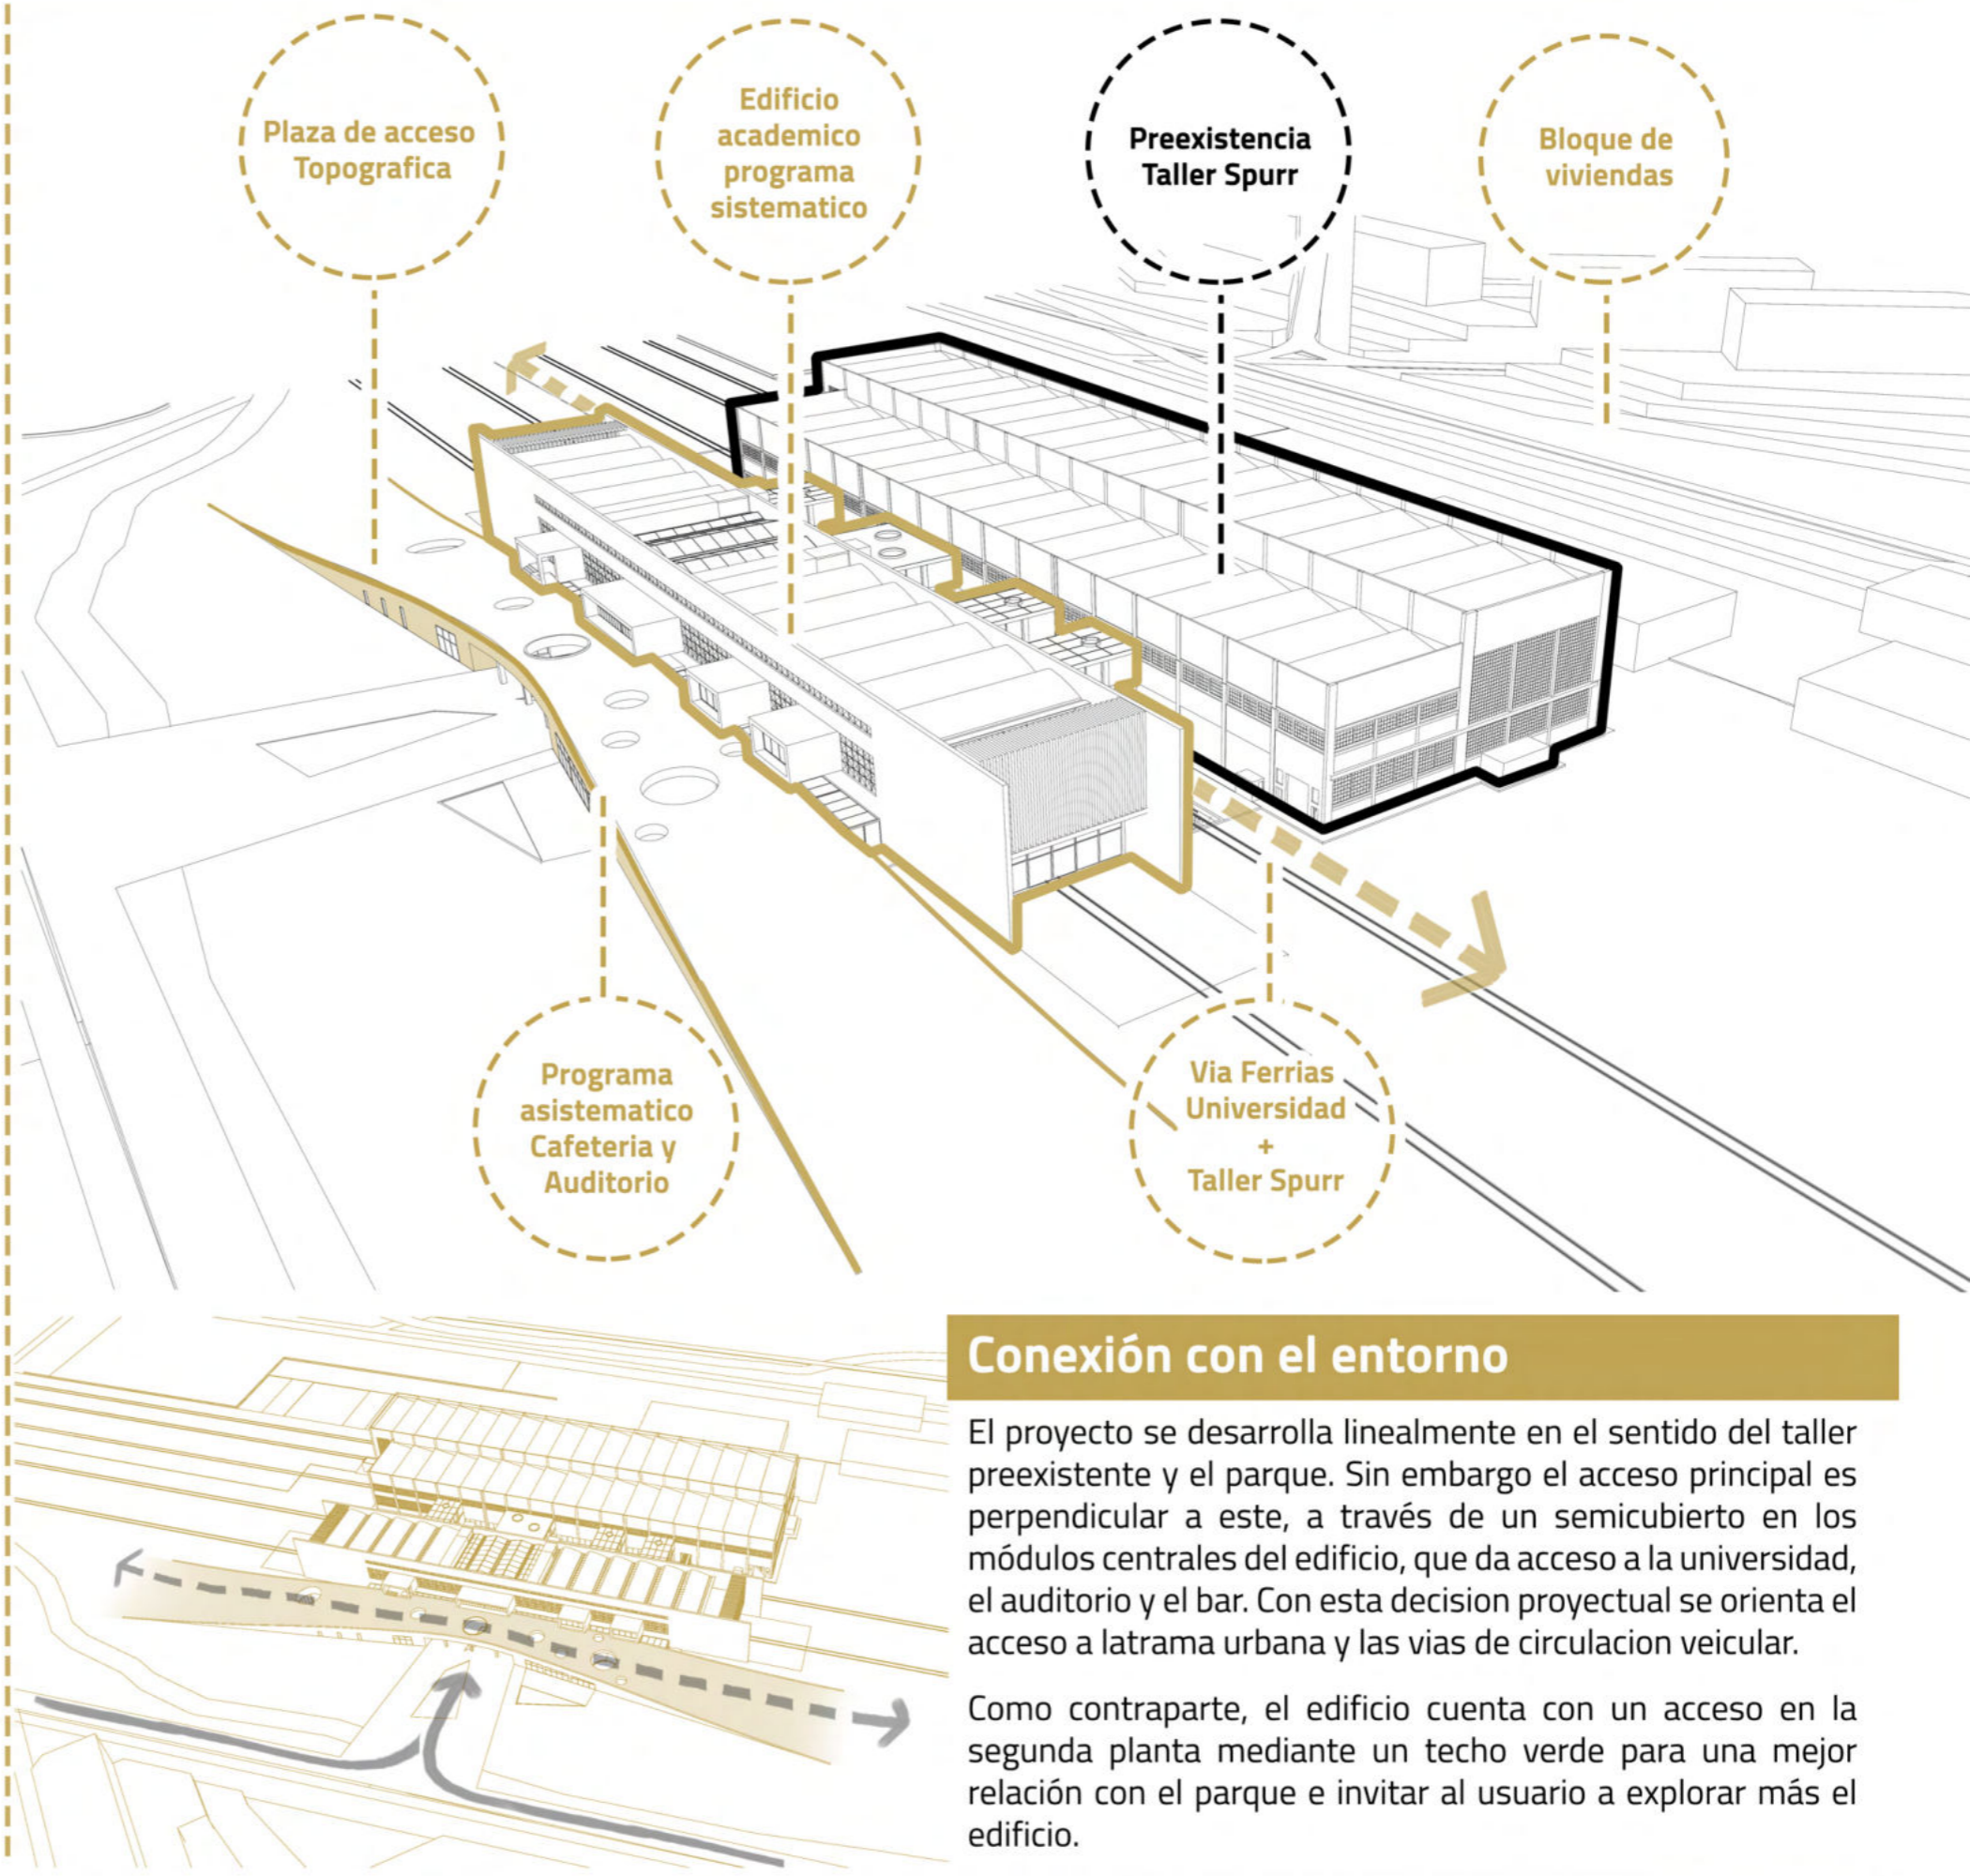 Plaza de acceso
Topografica
Edificio
academico
programa
sistematico
Preexistencia
Taller Spurr
Bloque de
viviendas
Programa
asistematico
Cafeteria y
Auditorio
Via Ferrias
Universidad
+
Taller Spurr
Conexión con el entorno
El proyecto se desarrolla linealmente en el sentido del taller
preexistente y el parque. Sin embargo el acceso principal es
perpendicular a este, a través de un semicubierto en los
módulos centrales del edificio, que da acceso a la universidad,
el auditorio y el bar. Con esta decision proyectual se orienta el
acceso a latrama urbana y las vias de circulacion veicular.
Como contraparte, el edificio cuenta con un acceso en la
segunda planta mediante un techo verde para una mejor
relación con el parque e invitar al usuario a explorar más el
edificio.